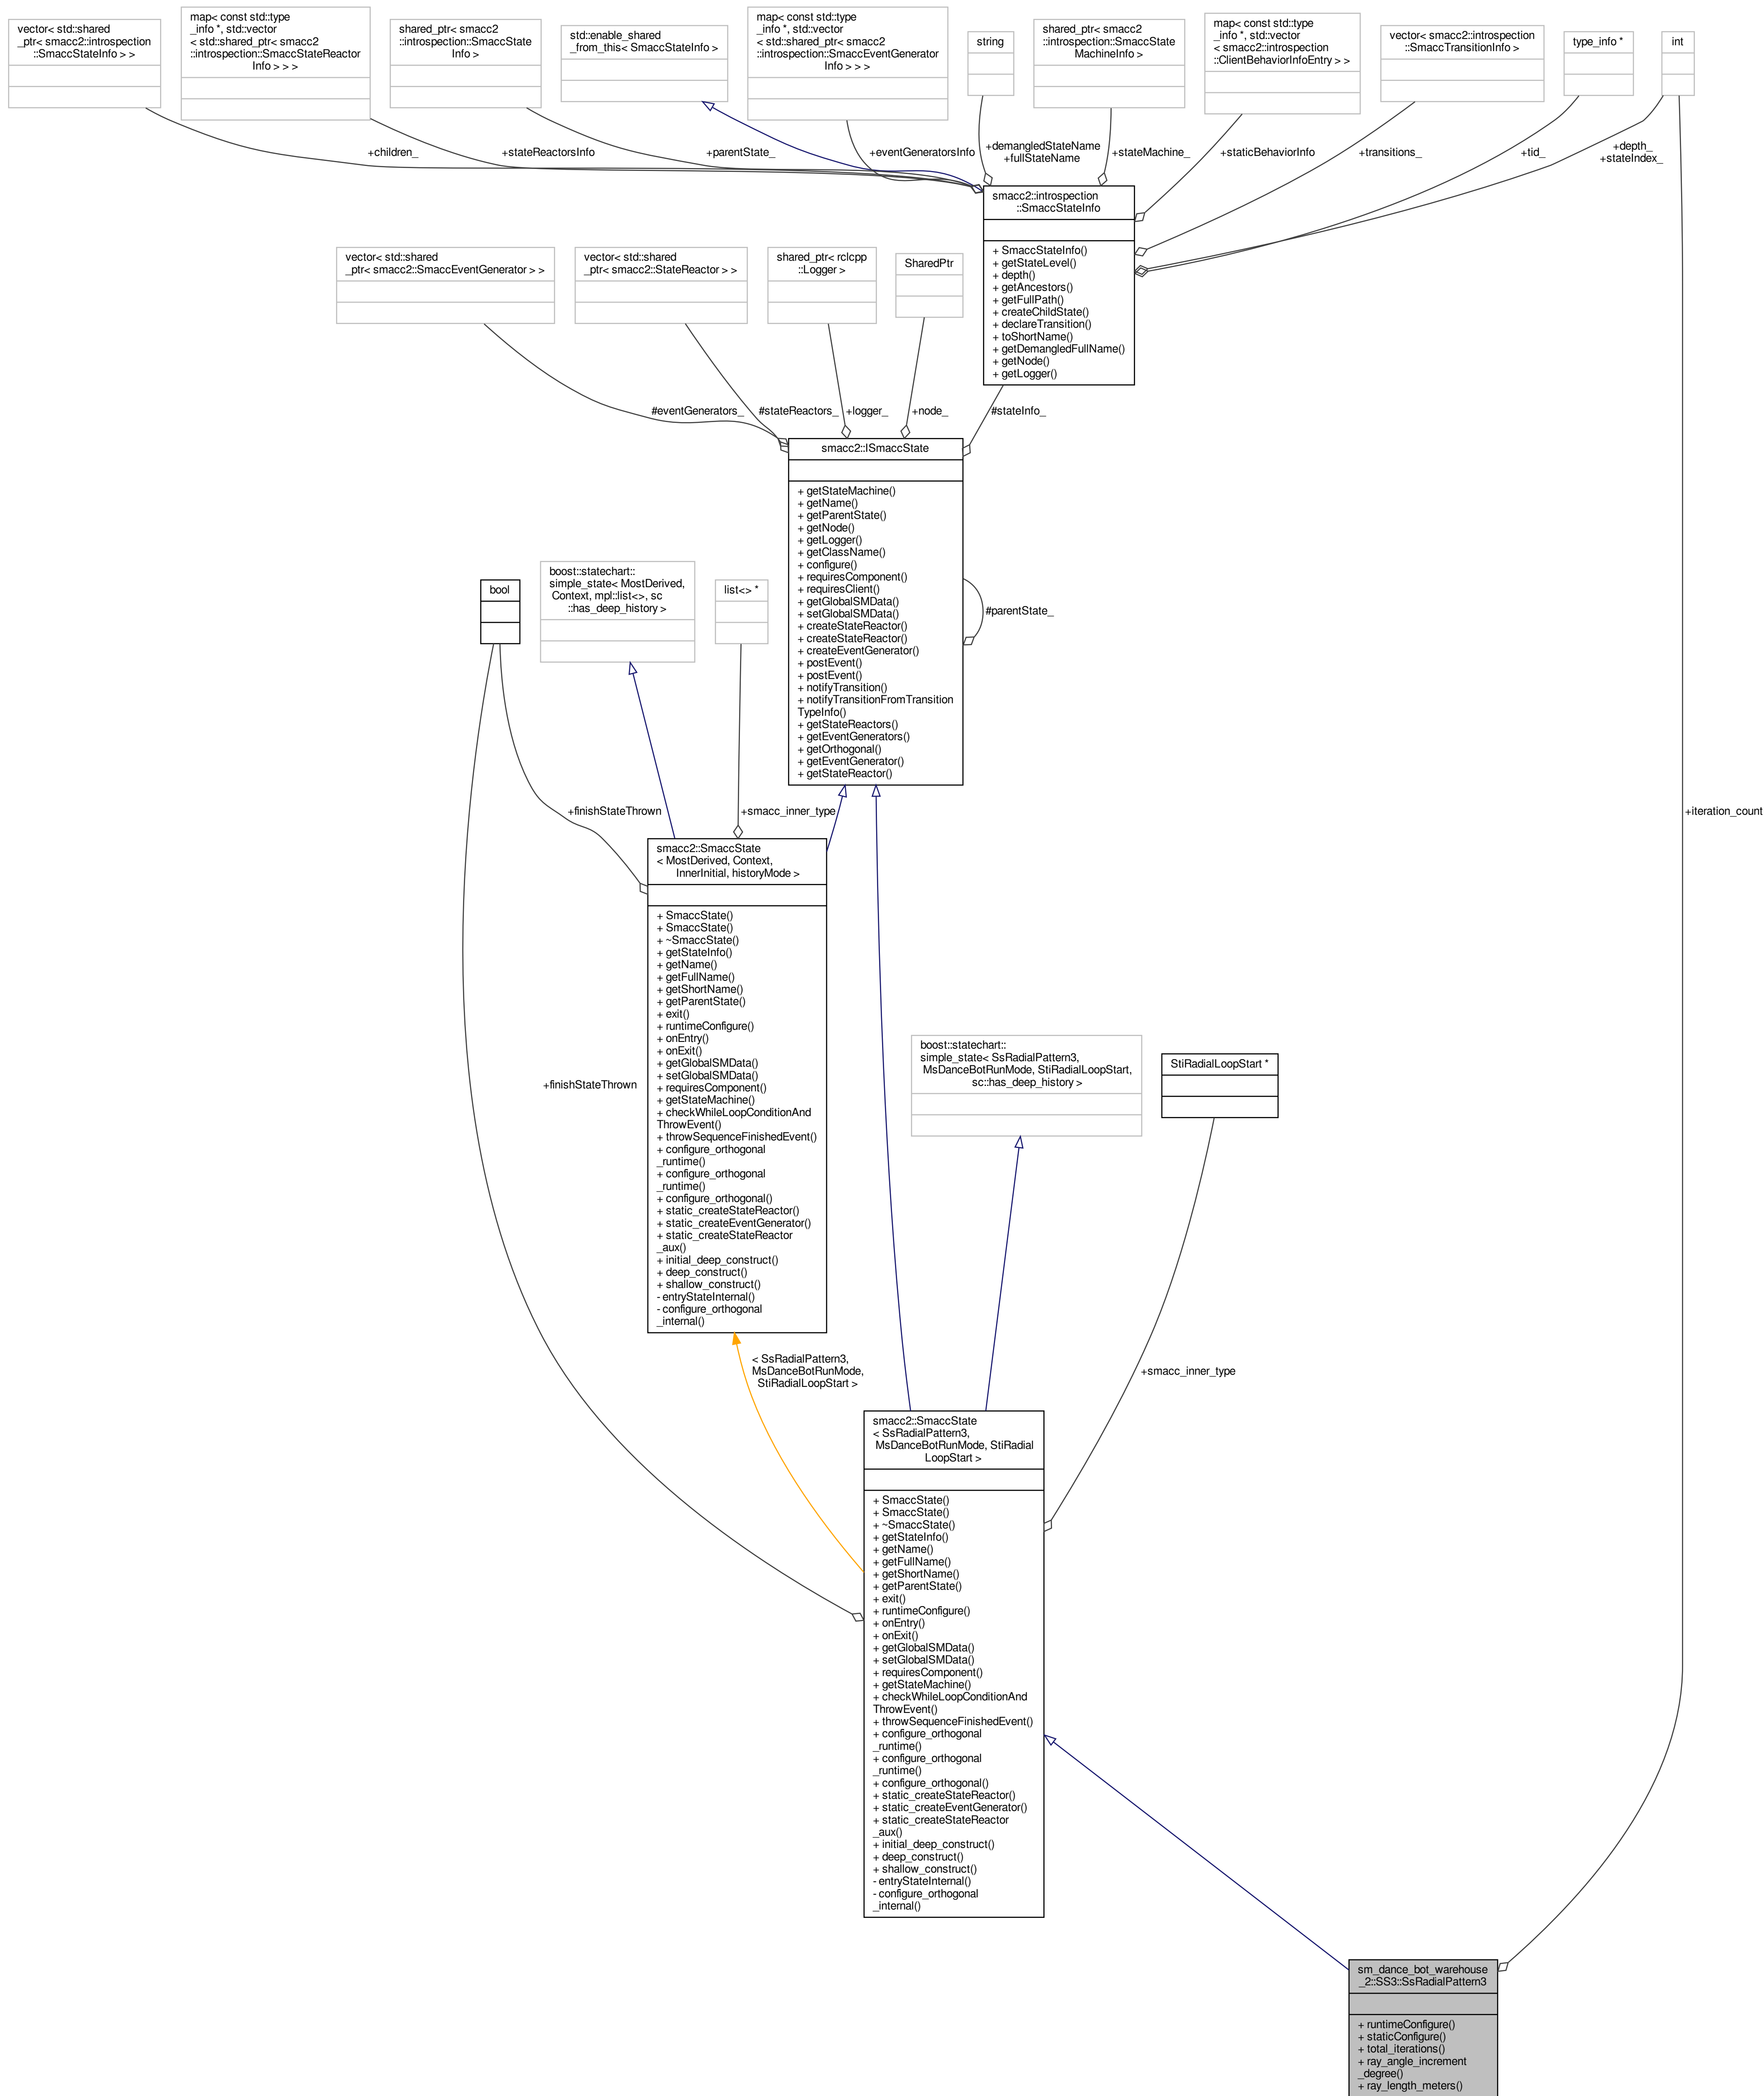 vector< std::shared
_ptr< smacc2::introspection
::SmaccStateInfo > >
map< const std::type
_info *, std::vector
< std::shared_ptr< smacc2
::introspection::SmaccStateReactor
Info > > >
shared_ptr< smacc2
::introspection::SmaccState
Info >
std::enable_shared
_from_this< SmaccStateInfo >
map< const std::type
_info *, std::vector
< std::shared_ptr< smacc2
::introspection::SmaccEventGenerator
Info > > >
string
shared_ptr< smacc2
::introspection::SmaccState
MachineInfo >
map< const std::type
_info *, std::vector
< smacc2::introspection
::ClientBehaviorInfoEntry > >
vector< smacc2::introspection
::SmaccTransitionInfo >
type_info *
int
+children_
+stateReactorsInfo
+parentState_
+eventGeneratorsInfo
+demangledStateName
+fullStateName
+stateMachine_
+staticBehaviorInfo
+transitions_
+tid_
+depth_
+stateIndex_
smacc2::introspection
::SmaccStateInfo
+ SmaccStateInfo()
+ getStateLevel()
+ depth()
+ getAncestors()
+ getFullPath()
+ createChildState()
+ declareTransition()
+ toShortName()
+ getDemangledFullName()
+ getNode()
+ getLogger()
vector< std::shared
_ptr< smacc2::SmaccEventGenerator > >
vector< std::shared
_ptr< smacc2::StateReactor > >
shared_ptr< rclcpp
::Logger >
SharedPtr
#eventGenerators_
#stateReactors_
+logger_
+node_
#stateInfo_
smacc2::ISmaccState
+ getStateMachine()
+ getName()
+ getParentState()
+ getNode()
+ getLogger()
+ getClassName()
+ configure()
+ requiresComponent()
+ requiresClient()
+ getGlobalSMData()
+ setGlobalSMData()
+ createStateReactor()
+ createStateReactor()
+ createEventGenerator()
+ postEvent()
+ postEvent()
+ notifyTransition()
+ notifyTransitionFromTransition
TypeInfo()
+ getStateReactors()
+ getEventGenerators()
+ getOrthogonal()
+ getEventGenerator()
+ getStateReactor()
#parentState_
bool
boost::statechart::
simple_state< MostDerived,
Context, mpl::list<>, sc
::has_deep_history >
list<> *
+finishStateThrown
+smacc_inner_type
+iteration_count
smacc2::SmaccState
< MostDerived, Context,
InnerInitial, historyMode >
+ SmaccState()
+ SmaccState()
+ ~SmaccState()
+ getStateInfo()
+ getName()
+ getFullName()
+ getShortName()
+ getParentState()
+ exit()
+ runtimeConfigure()
+ onEntry()
+ onExit()
+ getGlobalSMData()
+ setGlobalSMData()
+ requiresComponent()
+ getStateMachine()
+ checkWhileLoopConditionAnd
ThrowEvent()
+ throwSequenceFinishedEvent()
+ configure_orthogonal
_runtime()
+ configure_orthogonal
_runtime()
+ configure_orthogonal()
+ static_createStateReactor()
+ static_createEventGenerator()
+ static_createStateReactor
_aux()
+ initial_deep_construct()
+ deep_construct()
+ shallow_construct()
- entryStateInternal()
- configure_orthogonal
_internal()
+finishStateThrown
boost::statechart::
simple_state< SsRadialPattern3,
MsDanceBotRunMode, StiRadialLoopStart,
sc::has_deep_history >
StiRadialLoopStart *
< SsRadialPattern3,
MsDanceBotRunMode,
StiRadialLoopStart >
+smacc_inner_type
smacc2::SmaccState
< SsRadialPattern3,
MsDanceBotRunMode, StiRadial
LoopStart >
+ SmaccState()
+ SmaccState()
+ ~SmaccState()
+ getStateInfo()
+ getName()
+ getFullName()
+ getShortName()
+ getParentState()
+ exit()
+ runtimeConfigure()
+ onEntry()
+ onExit()
+ getGlobalSMData()
+ setGlobalSMData()
+ requiresComponent()
+ getStateMachine()
+ checkWhileLoopConditionAnd
ThrowEvent()
+ throwSequenceFinishedEvent()
+ configure_orthogonal
_runtime()
+ configure_orthogonal
_runtime()
+ configure_orthogonal()
+ static_createStateReactor()
+ static_createEventGenerator()
+ static_createStateReactor
_aux()
+ initial_deep_construct()
+ deep_construct()
+ shallow_construct()
- entryStateInternal()
- configure_orthogonal
_internal()
sm_dance_bot_warehouse
_2::SS3::SsRadialPattern3
+ runtimeConfigure()
+ staticConfigure()
+ total_iterations()
+ ray_angle_increment
_degree()
+ ray_length_meters()